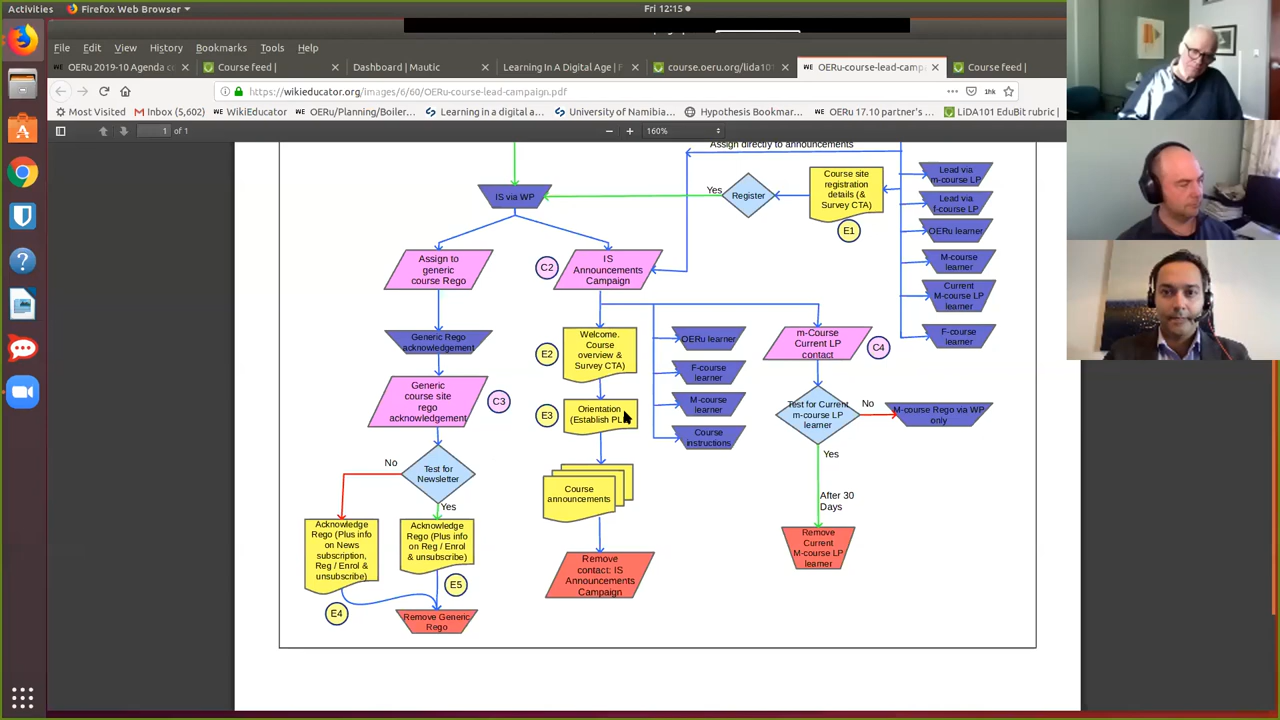 Activities
Firefox Web Browser
Fri 12:15
File Edit View History Bookmarks Tools Help
WE OERu 2019-10 Agenda c
Course feed |
Dashboard | Mautic
Learning In A Digital Age |
course.oeru.org/lida101
WE OERu-course-lead-camp
Course feed |
https://wikieducator.org/images/6/60/OERu-course-lead-campaign.pdf
1hk
Most Visited
Inbox (5,602)
WE WikiEducator
WE OERu/Planning/Boiler...
Learning in a digital a...
University of Namibia...
Hypothesis Bookmar...
WE OERu 17.10 partner's ...
LiDA101 EduBit rubric |
1 of 1
160%
Assign directly to announcements
IS via WP
Yes
Register
Course site
registration
details (&
Survey CTA)
E1
Lead via
m-course LP
Lead via
f-course LP
OERu learner
M-course
learner
Current
M-course LP
learner
F-course
learner
Assign to
generic
course Rego
C2
IS
Announcements
Campaign
Generic Rego
acknowledgement
E2
Welcome.
Course
overview &
Survey CTA)
OERu learner
F-course
learner
M-course
learner
Course
instructions
m-Course
Current LP
contact
C4
Generic
course site
rego
acknowledgement
C3
E3
Orientation
(Establish
Test for Current
m-course LP
learner
No
M-course Rego via WP
only
Yes
No
Test for
Newsletter
Yes
Course
announcements
After 30
Days
Acknowledge
Rego (Plus info
on News
subscription,
Reg / Enrol &
unsubscribe)
Acknowledge
Rego (Plus info
on Reg / Enrol
& unsubscribe)
Remove
Current
M-course LP
learner
E4
E5
Remove
contact: IS
Announcements
Campaign
Remove Generic
Rego